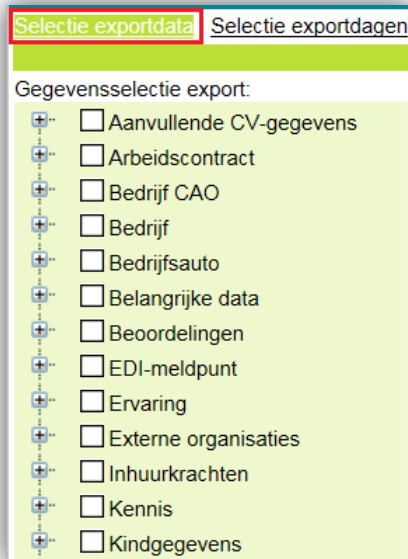 Selectie exportdata Selectie exportdagen
Gegevensselectie export:
Aanvullende CV-gegevens
Arbeidscontract
Bedrijf CAO
Bedrijf
Bedrijfsauto
Belangrijke data
Beoordelingen
EDI-meldpunt
Ervaring
Externe organisaties
Inhuurkrachten
Kennis
Kindgegevens